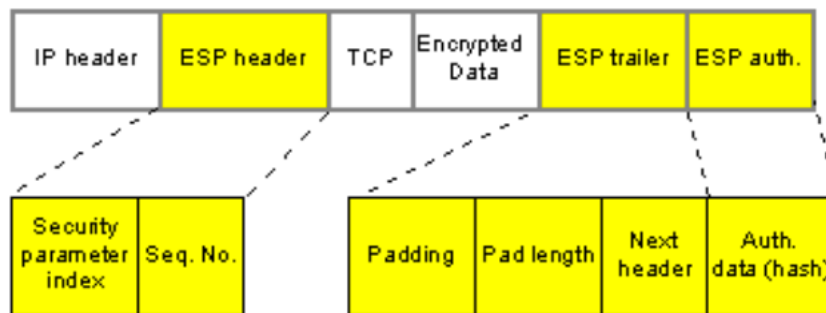 IP header
ESP header
TCP
Encrypted
Data
ESP trailer
ESP auth.
Security
parameter
index
Seq. No.
Padding
Pad length
Next
header
Auth.
data (hash)